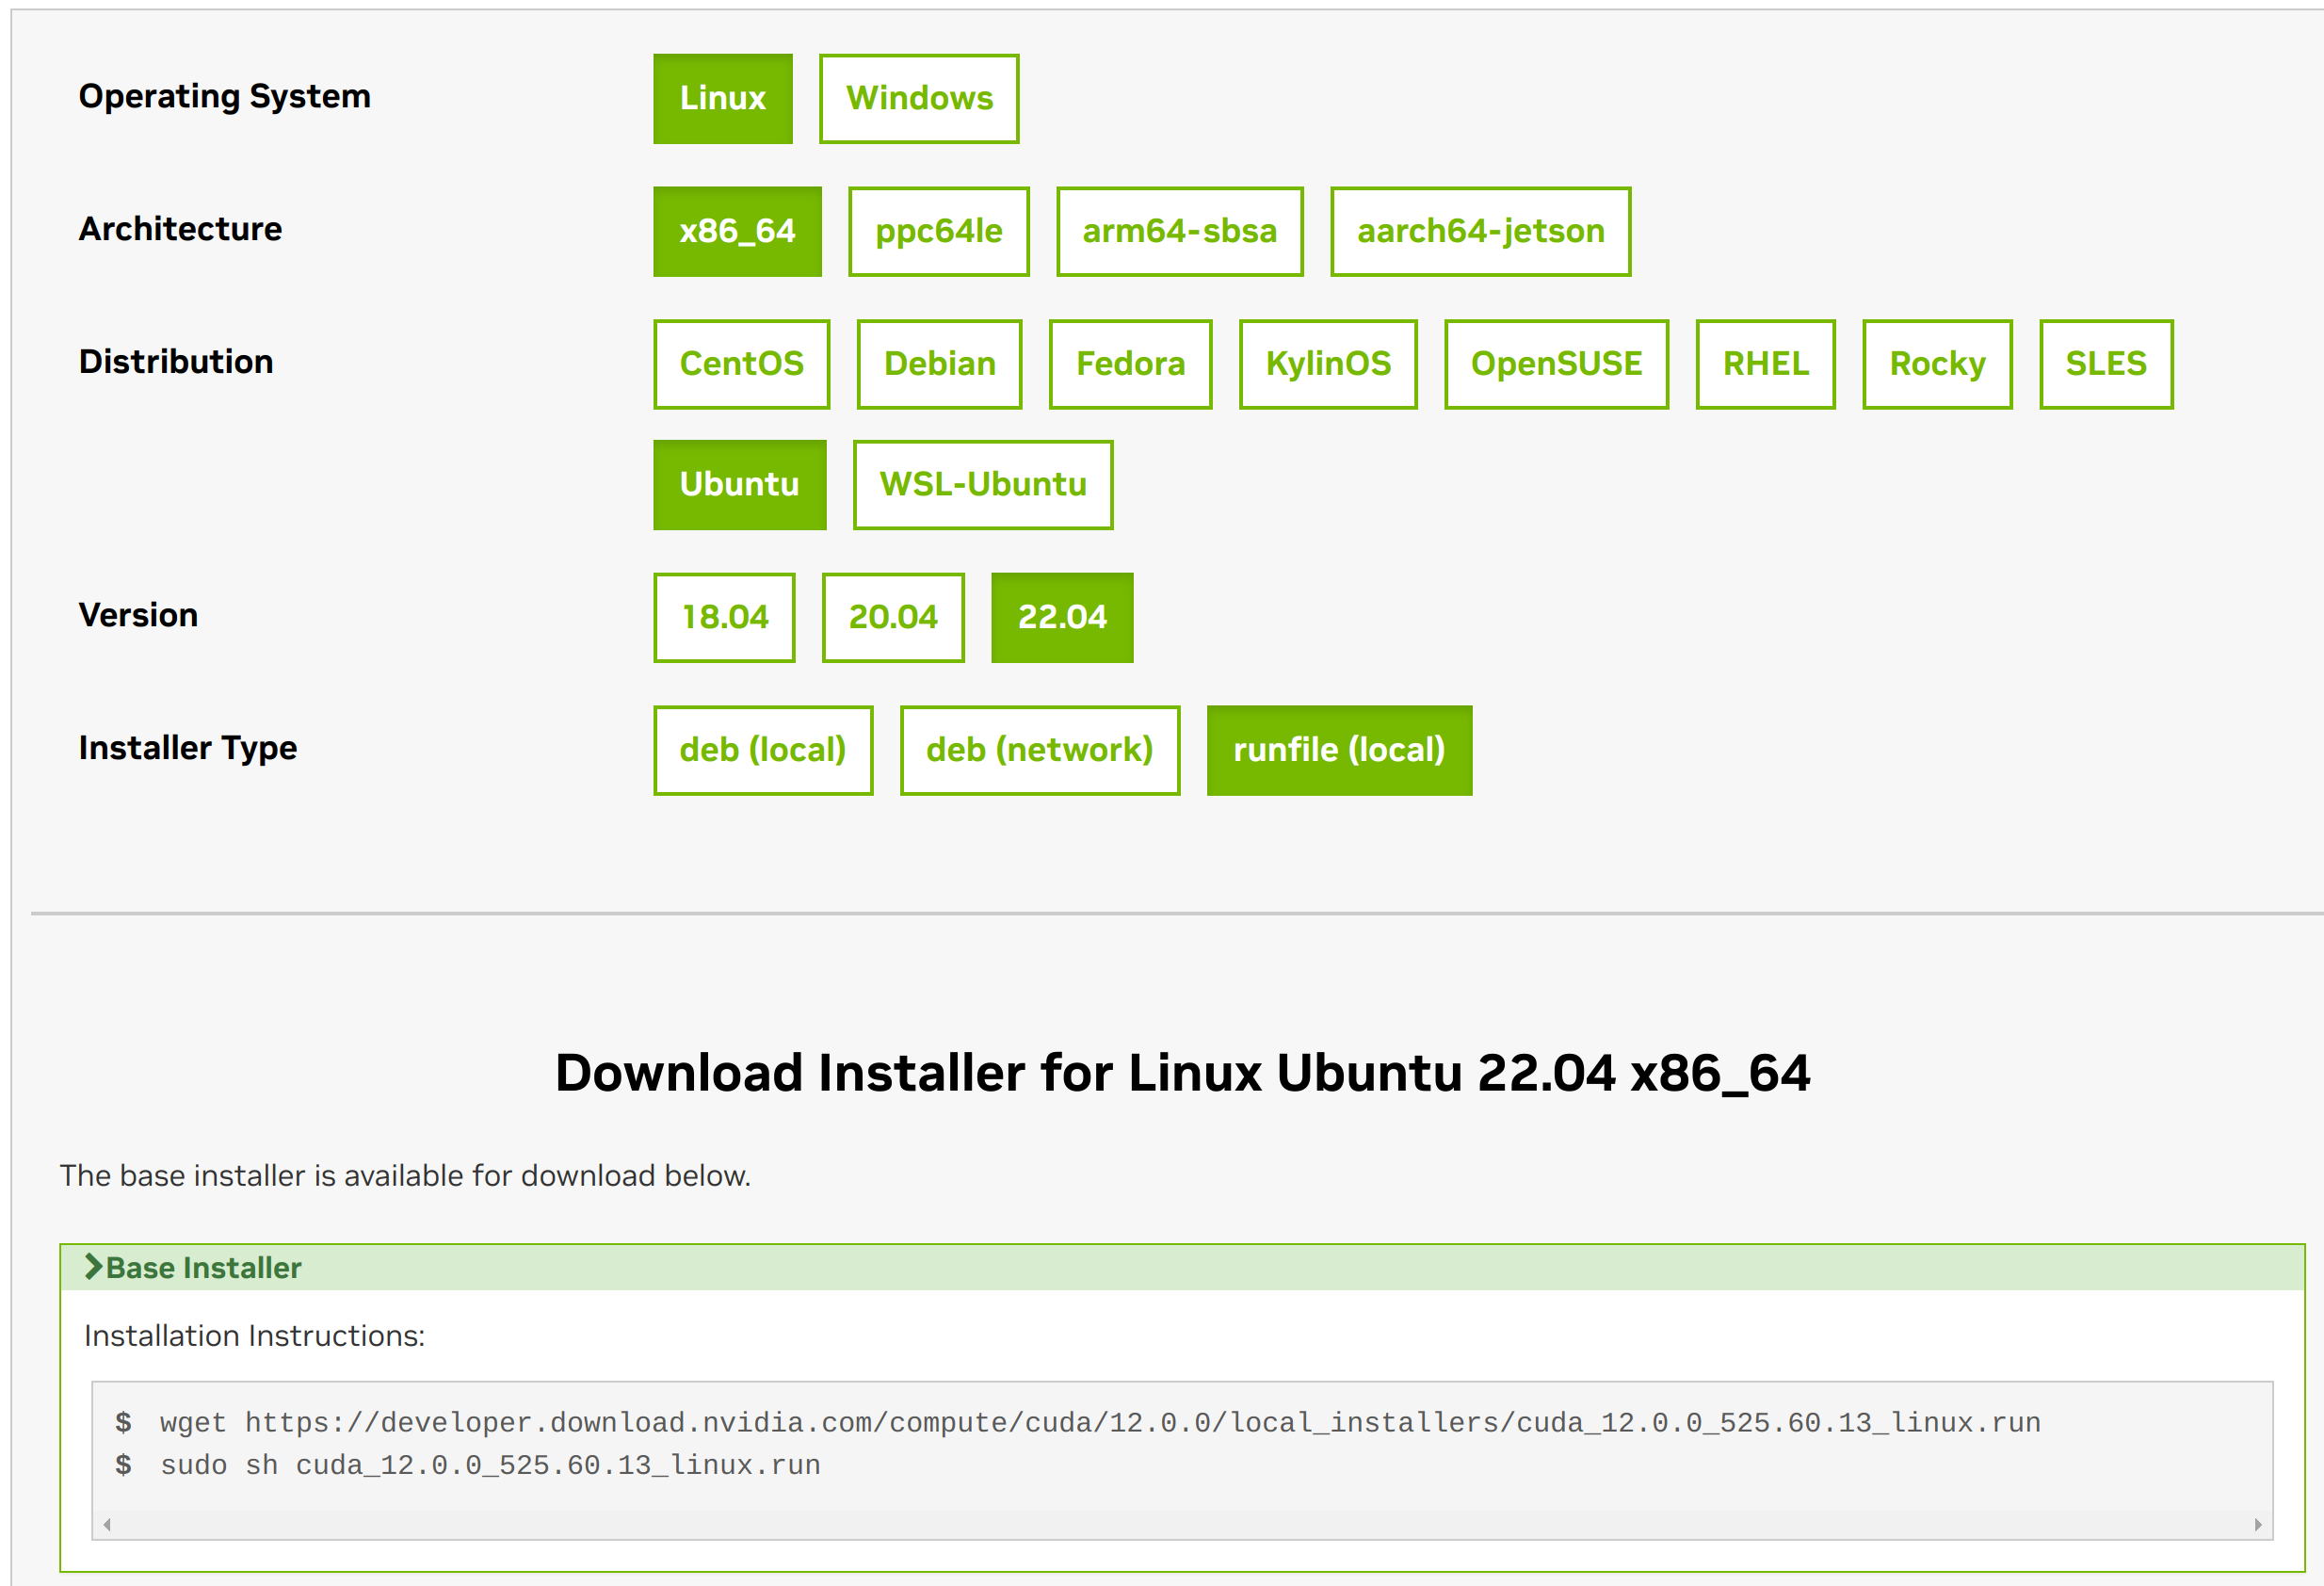 Operating System Linux Windows
Architecture x86_64 ppc64le arm64-sbsa aarch64-jetson
Distribution CentOS Debian Fedora KylinOS OpenSUSE RHEL Rocky SLES
Ubuntu WSL-Ubuntu
Version 18.04 20.04 22.04
Installer Type deb (local) deb (network) runfile (local)
Download Installer for Linux Ubuntu 22.04 x86_64
The base installer is available for download below.
Base Installer
Installation Instructions:
$ wget https://developer.download.nvidia.com/compute/cuda/12.0.0/local_installers/cuda_12.0.0_525.60.13_linux.run
$ sudo sh cuda_12.0.0_525.60.13_linux.run